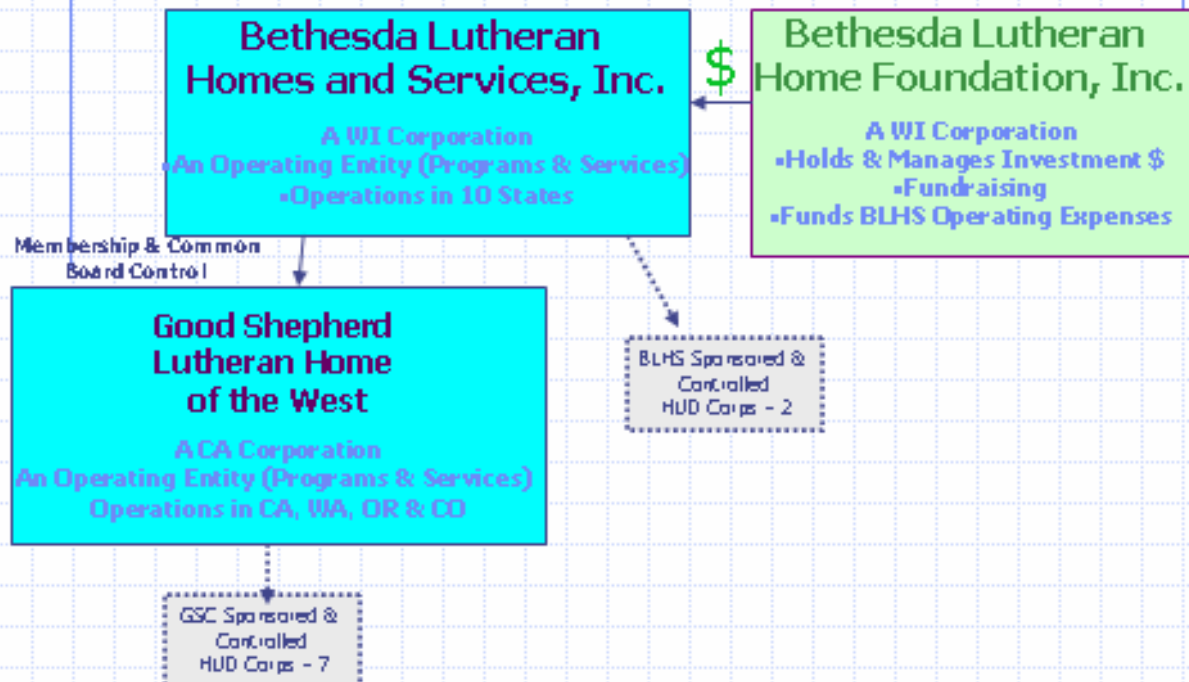 Bethesda Lutheran
Homes and Services, Inc.
A WI Corporation
▪An Operating Entity (Programs & Services)
▪Operations in 10 States
$
Bethesda Lutheran
Home Foundation, Inc.
A WI Corporation
▪Holds & Manages Investment $
▪Fundraising
▪Funds BLHS Operating Expenses
Membership & Common
Board Control
Good Shepherd
Lutheran Home
of the West
A CA Corporation
An Operating Entity (Programs & Services)
Operations in CA, WA, OR & CO
BLHS Sponsored &
Controlled
HUD Corps - 2
GSC Sponsored &
Controlled
HUD Corps - 7